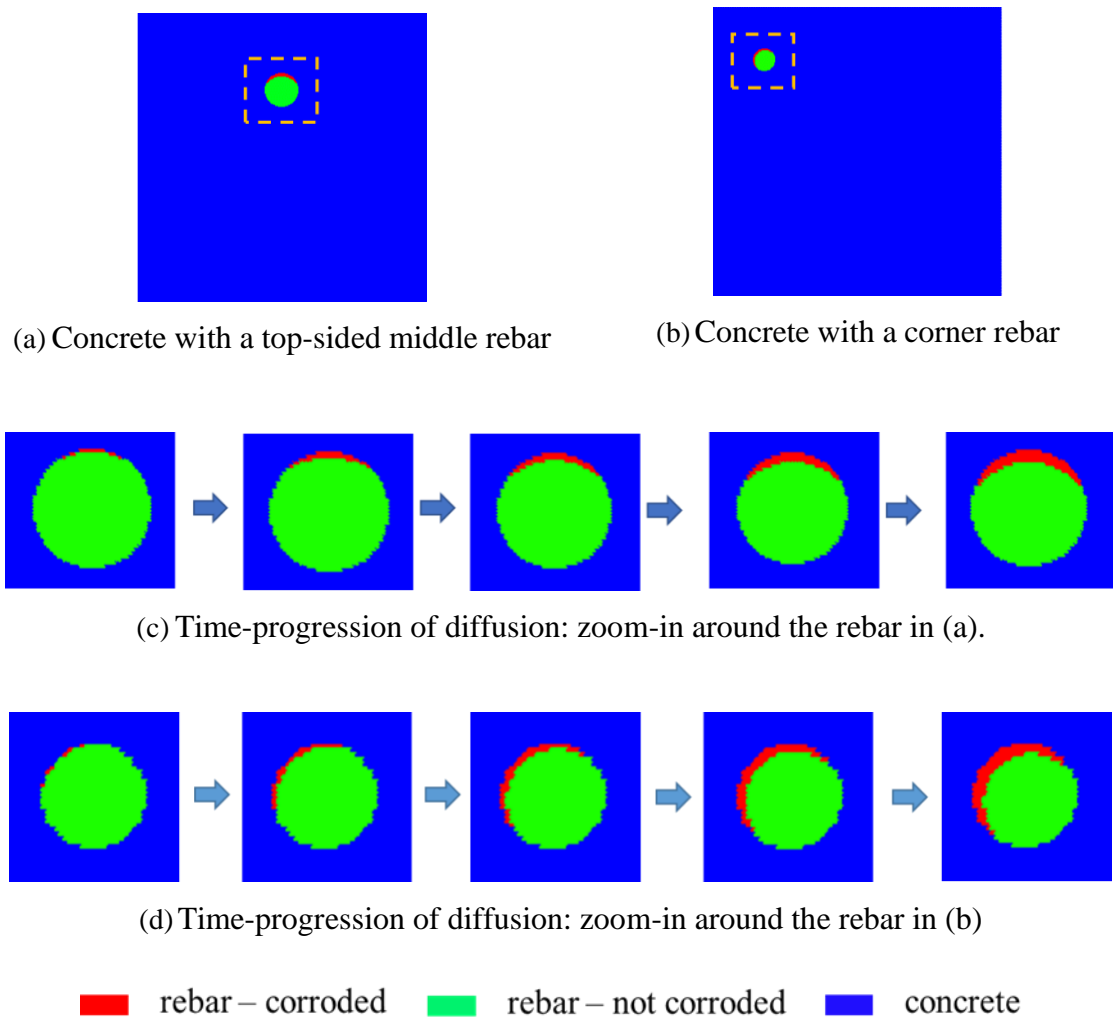 (a) Concrete with a top-sided middle rebar
(b) Concrete with a corner rebar
(c) Time-progression of diffusion: zoom-in around the rebar in (a).
(d) Time-progression of diffusion: zoom-in around the rebar in (b)
rebar – corroded
rebar – not corroded
concrete